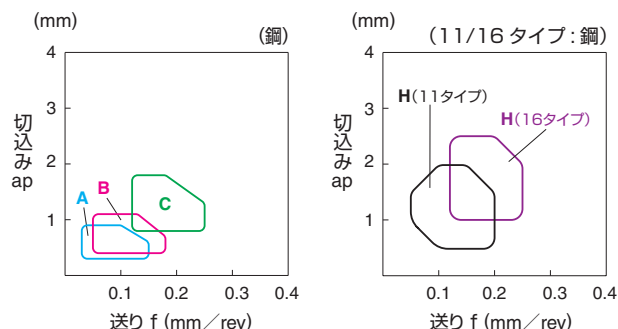 (mm)
(鋼)
4
3
2
1
切込み
ap
A
B
C
0.1 0.2 0.3 0.4
送り f (mm/rev)
(mm)
(11/16 タイプ:鋼)
4
3
2
1
切込み
ap
H(11タイプ)
H(16タイプ)
0.1 0.2 0.3 0.4
送り f (mm/rev)